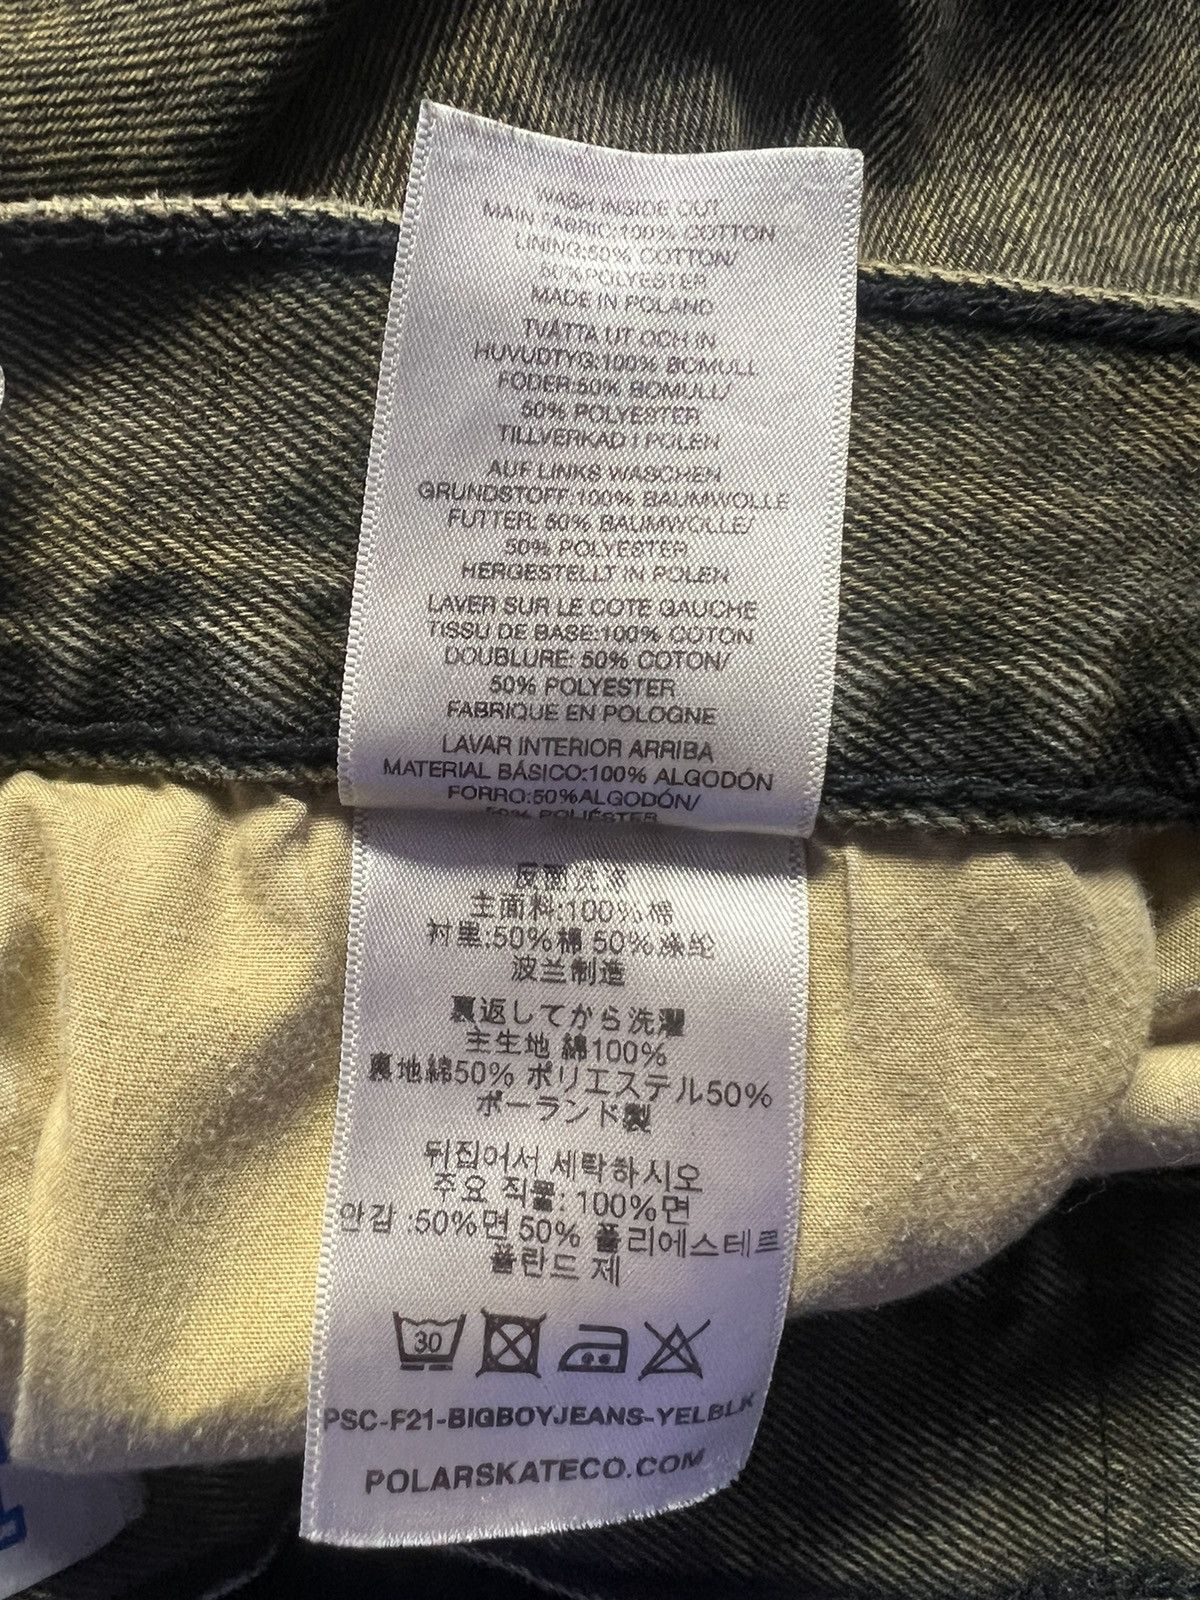 WASH INSIDE OUT
MAIN FABRIC:100% COTTON
LINING:50% COTTON/
50%POLYESTER
MADE IN POLAND
TVÄTTA UT OCH IN
HUVUDTYG:100% BOMULL
FODER:50% BOMULL/
50% POLYESTER
TILLVERKAD I POLEN
AUF LINKS WASCHEN
GRUNDSTOFF:100% BAUMWOLLE
FUTTER: 50% BAUMWOLLE/
50% POLYESTER
HERGESTELLT IN POLEN
LAVER SUR LE COTE GAUCHE
TISSU DE BASE:100% COTON
DOUBLURE: 50% COTON/
50% POLYESTER
FABRIQUE EN POLOGNE
LAVAR INTERIOR ARRIBA
MATERIAL BÁSICO:100% ALGODÓN
FORRO:50%ALGODÓN/
50% POLIÉSTER
反面洗涤
主面料:100%棉
衬里:50%棉 50%涤纶
波兰制造
裏返してから洗濯
主生地 綿100%
裏地綿50% ポリエステル50%
ポーランド製
뒤집어서 세탁하시오
주요 직물: 100%면
안감 :50%면 50% 폴리에스테르
폴란드 제
30
PSC-F21-BIGBOYJEANS-YELBLK
POLARSKATECO.COM